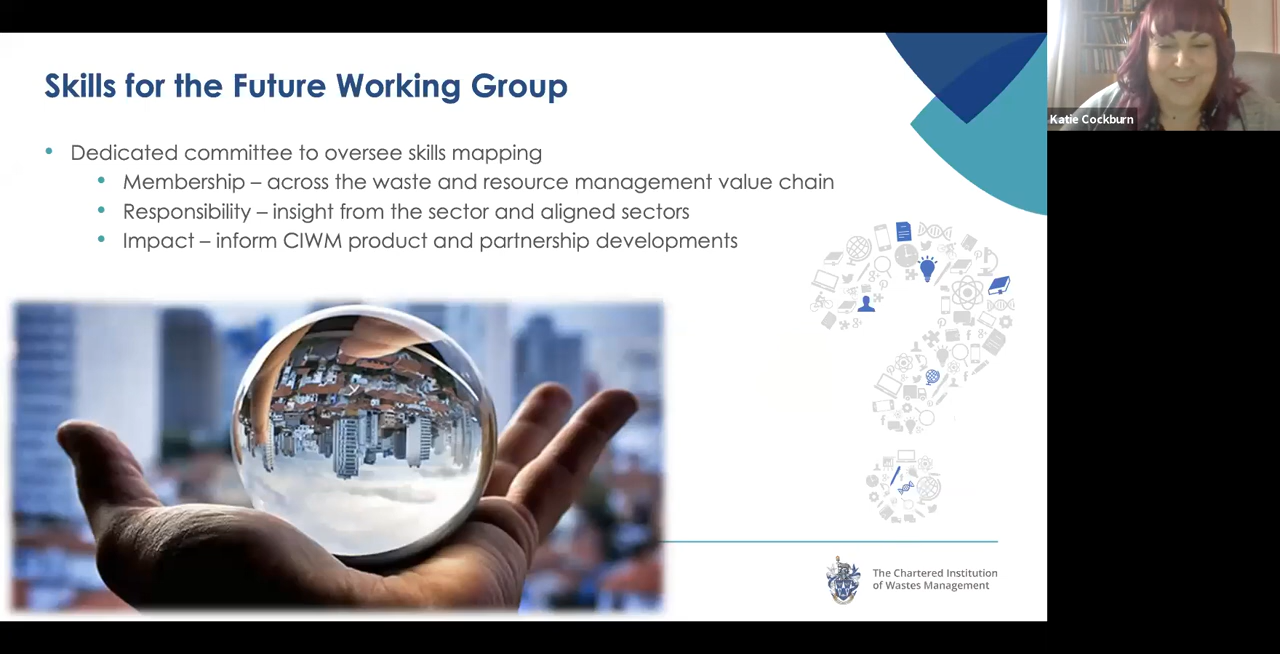 Skills for the Future Working Group
Dedicated committee to oversee skills mapping
Membership – across the waste and resource management value chain
Responsibility – insight from the sector and aligned sectors
Impact – inform CIWM product and partnership developments
The Chartered Institution
of Wastes Management
Katie Cockburn